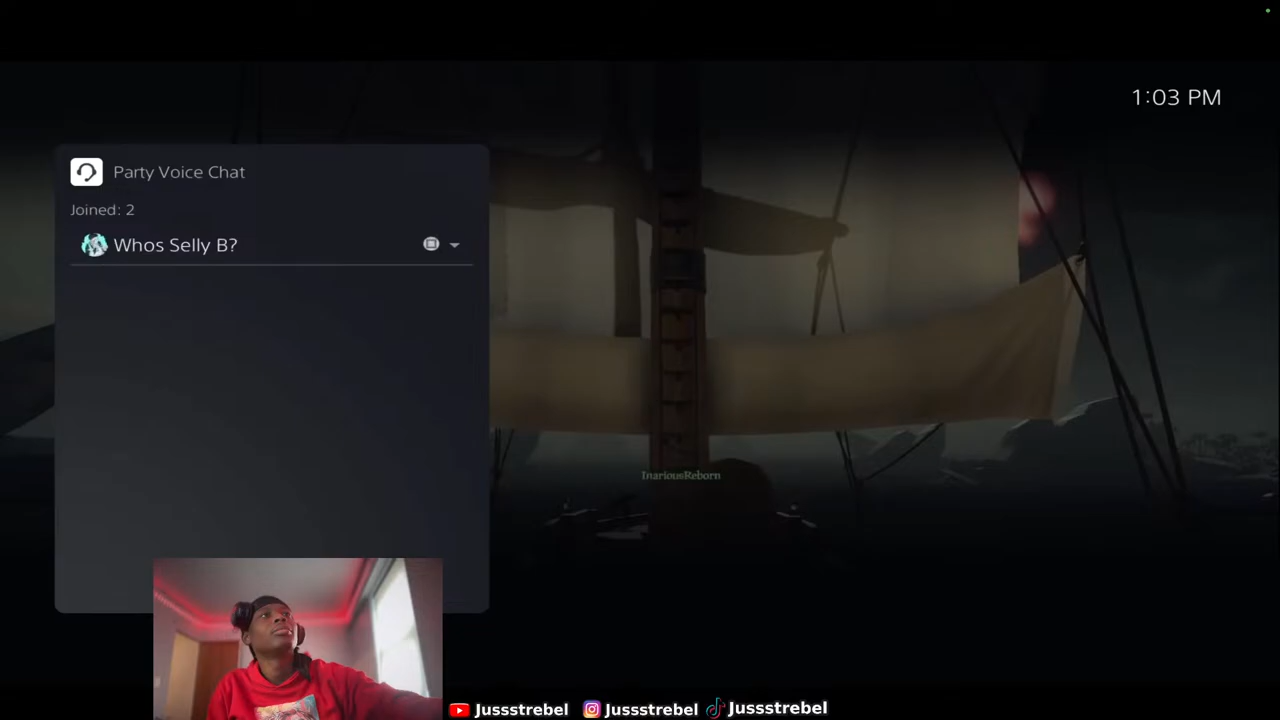 1:03 PM
Party Voice Chat
Joined: 2
Whos Selly B?
InariousReborn
Jussstrebel Jussstrebel Jussstrebel